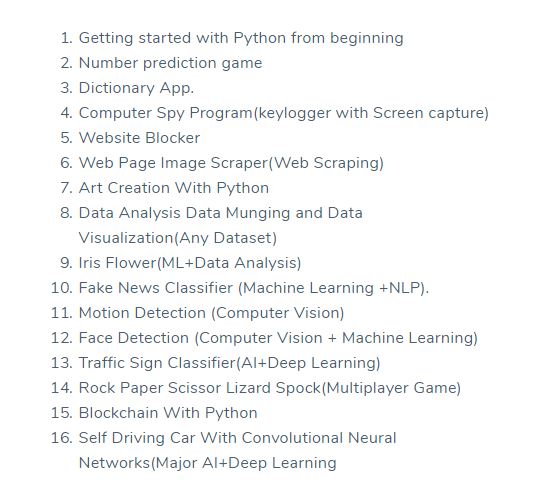 1. Getting started with Python from beginning
2. Number prediction game
3. Dictionary App.
4. Computer Spy Program(keylogger with Screen capture)
5. Website Blocker
6. Web Page Image Scraper(Web Scraping)
7. Art Creation With Python
8. Data Analysis Data Munging and Data
Visualization(Any Dataset)
9. Iris Flower(ML+Data Analysis)
10. Fake News Classifier (Machine Learning +NLP).
11. Motion Detection (Computer Vision)
12. Face Detection (Computer Vision + Machine Learning)
13. Traffic Sign Classifier(AI+Deep Learning)
14. Rock Paper Scissor Lizard Spock(Multiplayer Game)
15. Blockchain With Python
16. Self Driving Car With Convolutional Neural
Networks(Major AI+Deep Learning